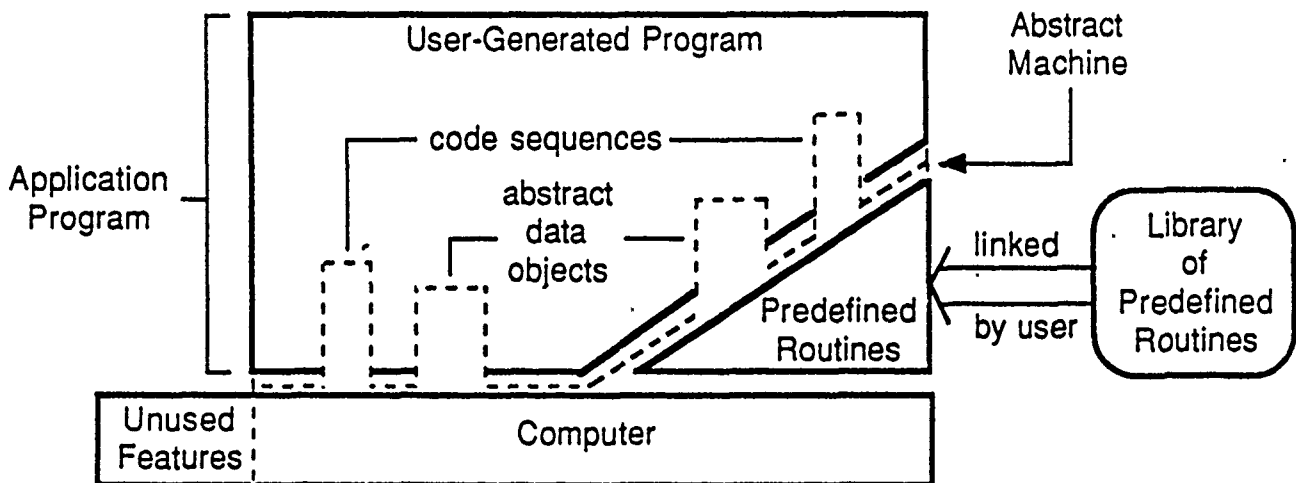 User-Generated Program
Abstract
Machine
code sequences
Application
Program
abstract
data
objects
linked
by user
Library
of
Predefined
Routines
Predefined
Routines
Unused
Features
Computer